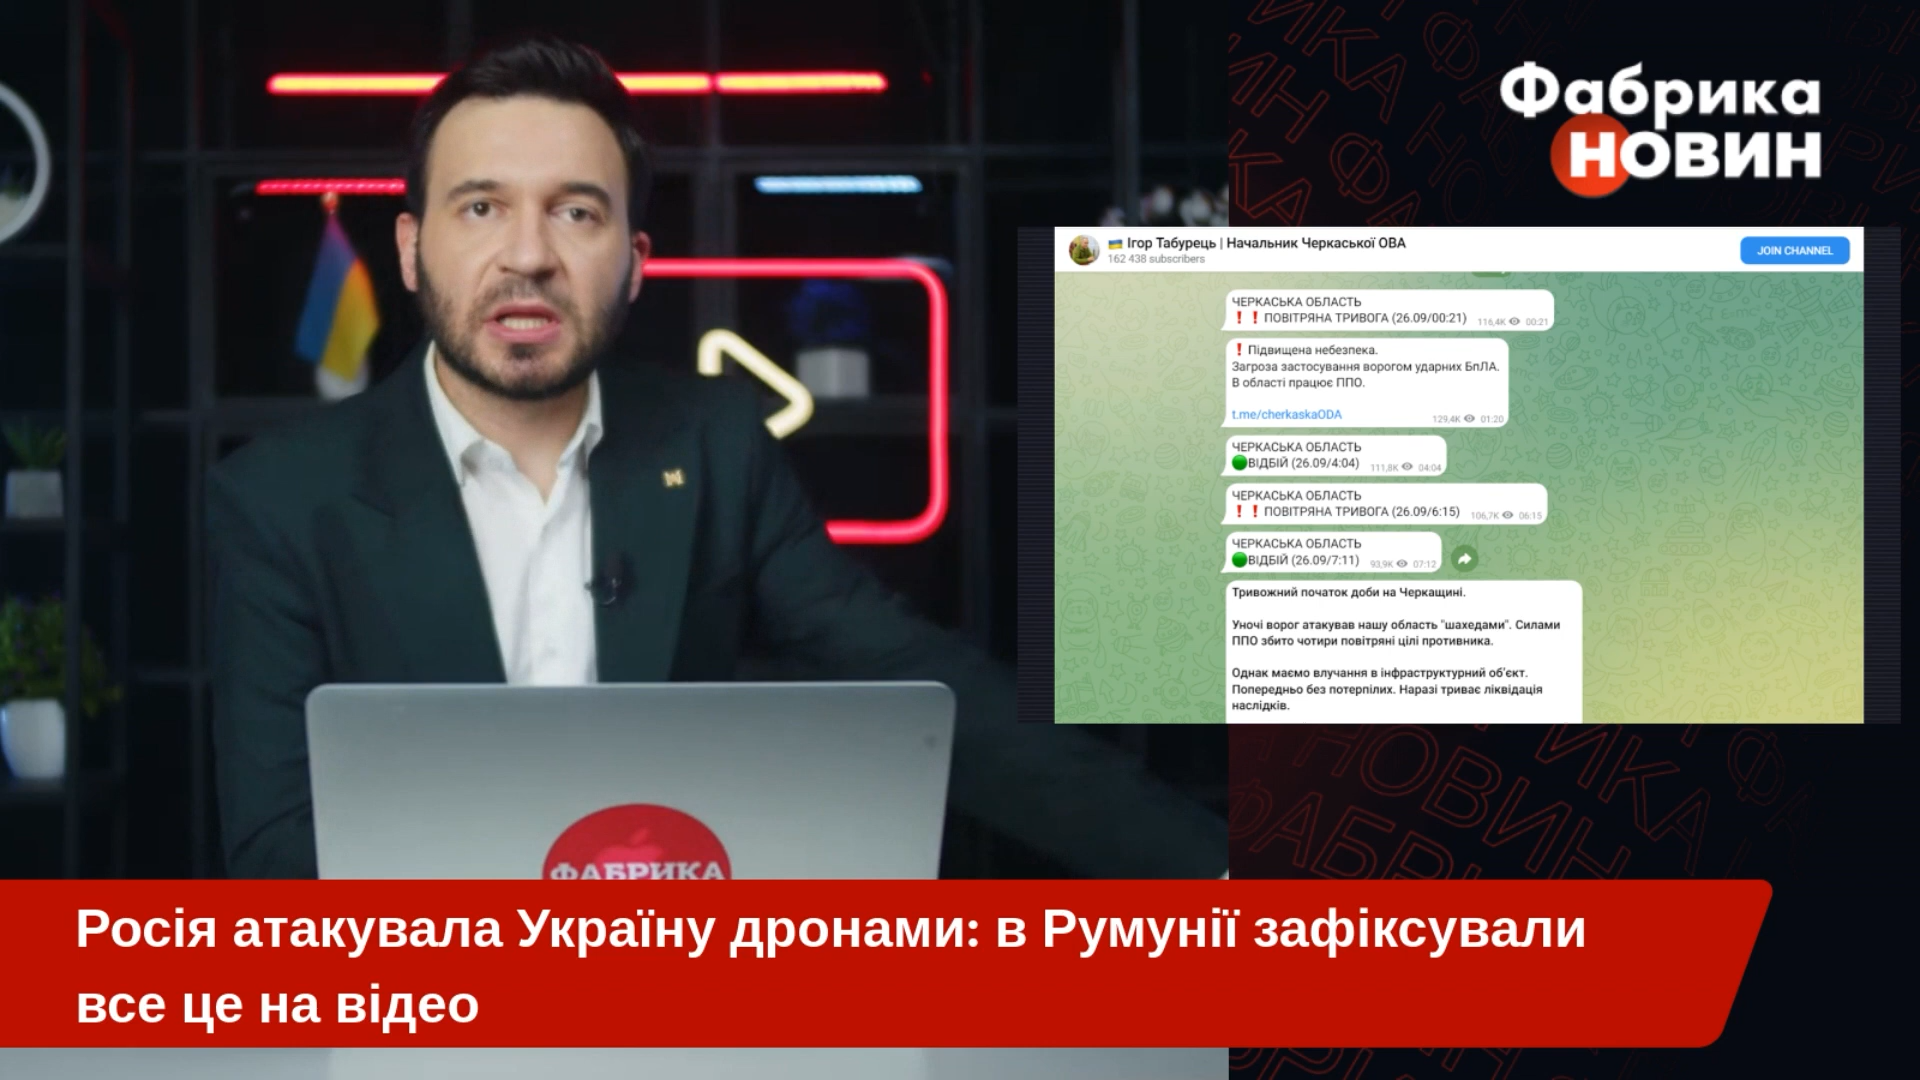 Фабрика
новин
Ігор Табурець | Начальник Черкаської ОВА
162 438 subscribers
JOIN CHANNEL
ЧЕРКАСЬКА ОБЛАСТЬ
❗❗ПОВІТРЯНА ТРИВОГА (26.09/00:21) 116,4K 00:21
❗Підвищена небезпека.
Загроза застосування ворогом ударних БпЛА.
В області працює ППО.
t.me/cherkaskaODA 129,4K 01:20
ЧЕРКАСЬКА ОБЛАСТЬ
🟢ВІДБІЙ (26.09/4:04) 111,8K 04:04
ЧЕРКАСЬКА ОБЛАСТЬ
❗❗ПОВІТРЯНА ТРИВОГА (26.09/6:15) 106,7K 06:15
ЧЕРКАСЬКА ОБЛАСТЬ
🟢ВІДБІЙ (26.09/7:11) 93,9K 07:12
Тривожний початок доби на Черкащині.
Уночі ворог атакував нашу область "шахедами". Силами
ППО збито чотири повітряні цілі противника.
Однак маємо влучання в інфраструктурний об'єкт.
Попередньо без потерпілих. Наразі триває ліквідація
наслідків.
ФАБРИКА
Росія атакувала Україну дронами: в Румунії зафіксували
все це на відео